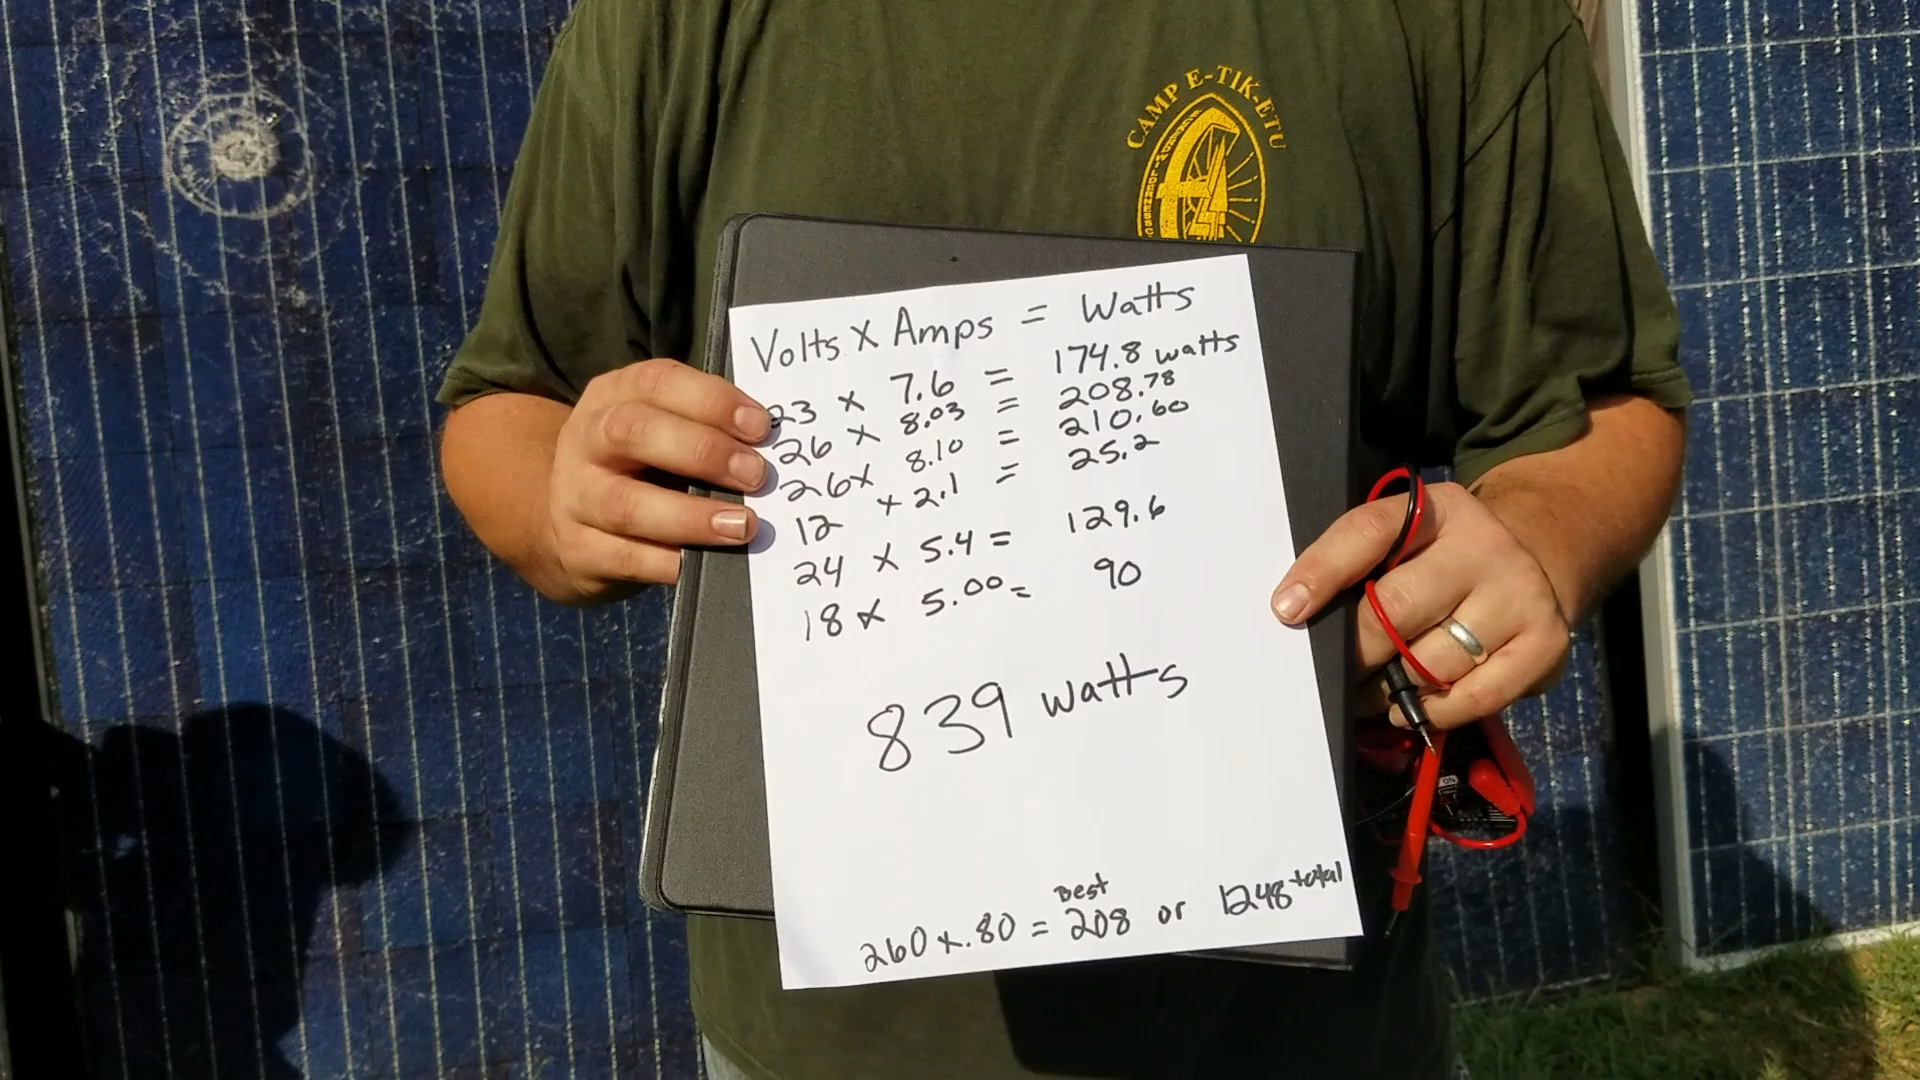 CAMP E-TIK-ETU
Volts x Amps = Watts
23 x 7.6 = 174.8 watts
26 x 8.03 = 208.78
26x 8.10 = 210.60
12 x 2.1 = 25.2
24 x 5.4 = 129.6
18 x 5.00 = 90
839 watts
ON
Best
260 x .80 = 208 or 1248 total